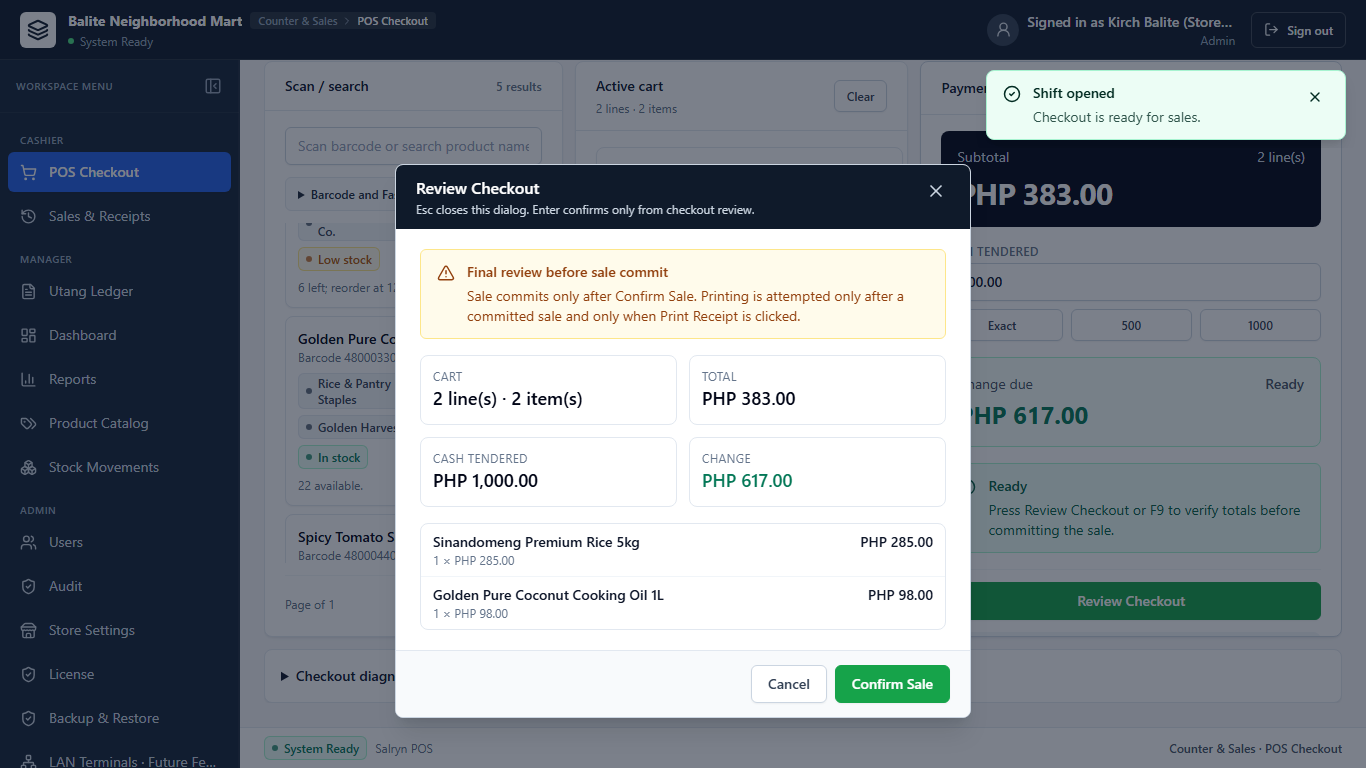 Balite Neighborhood Mart
Counter & Sales > POS Checkout
System Ready
Signed in as Kirch Balite (Store...
Admin
Sign out
WORKSPACE MENU
CASHIER
POS Checkout
Sales & Receipts
MANAGER
Utang Ledger
Dashboard
Reports
Product Catalog
Stock Movements
ADMIN
Users
Audit
Store Settings
License
Backup & Restore
LAN Terminals · Future Fe...
Scan / search
5 results
Scan barcode or search product name
Barcode and Fa
Co.
Low stock
6 left; reorder at 12
Golden Pure Co
Barcode 48000330
Rice & Pantry
Staples
Golden Harves
In stock
22 available.
Spicy Tomato S
Barcode 48000440
Page of 1
Active cart
2 lines · 2 items
Clear
Shift opened
Checkout is ready for sales.
Subtotal
2 line(s)
PHP 383.00
TENDERED
Exact
500
1000
Ready
PHP 617.00
Ready
Press Review Checkout or F9 to verify totals before
committing the sale.
Review Checkout
Review Checkout
Esc closes this dialog. Enter confirms only from checkout review.
Final review before sale commit
Sale commits only after Confirm Sale. Printing is attempted only after a
committed sale and only when Print Receipt is clicked.
CART
2 line(s) · 2 item(s)
TOTAL
PHP 383.00
CASH TENDERED
PHP 1,000.00
CHANGE
PHP 617.00
Sinandomeng Premium Rice 5kg
PHP 285.00
1 × PHP 285.00
Golden Pure Coconut Cooking Oil 1L
PHP 98.00
1 × PHP 98.00
Cancel
Confirm Sale
Checkout diagn
System Ready
Salryn POS
Counter & Sales · POS Checkout